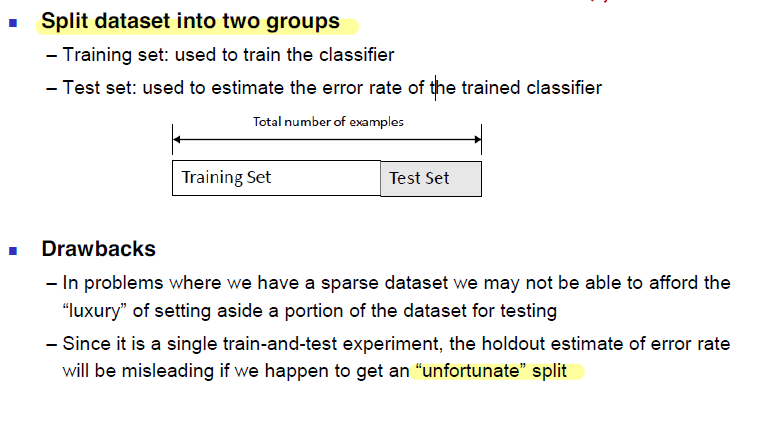 Split dataset into two groups
– Training set: used to train the classifier
– Test set: used to estimate the error rate of the trained classifier
Total number of examples
Training Set Test Set
Drawbacks
– In problems where we have a sparse dataset we may not be able to afford the
“luxury” of setting aside a portion of the dataset for testing
– Since it is a single train-and-test experiment, the holdout estimate of error rate
will be misleading if we happen to get an “unfortunate” split